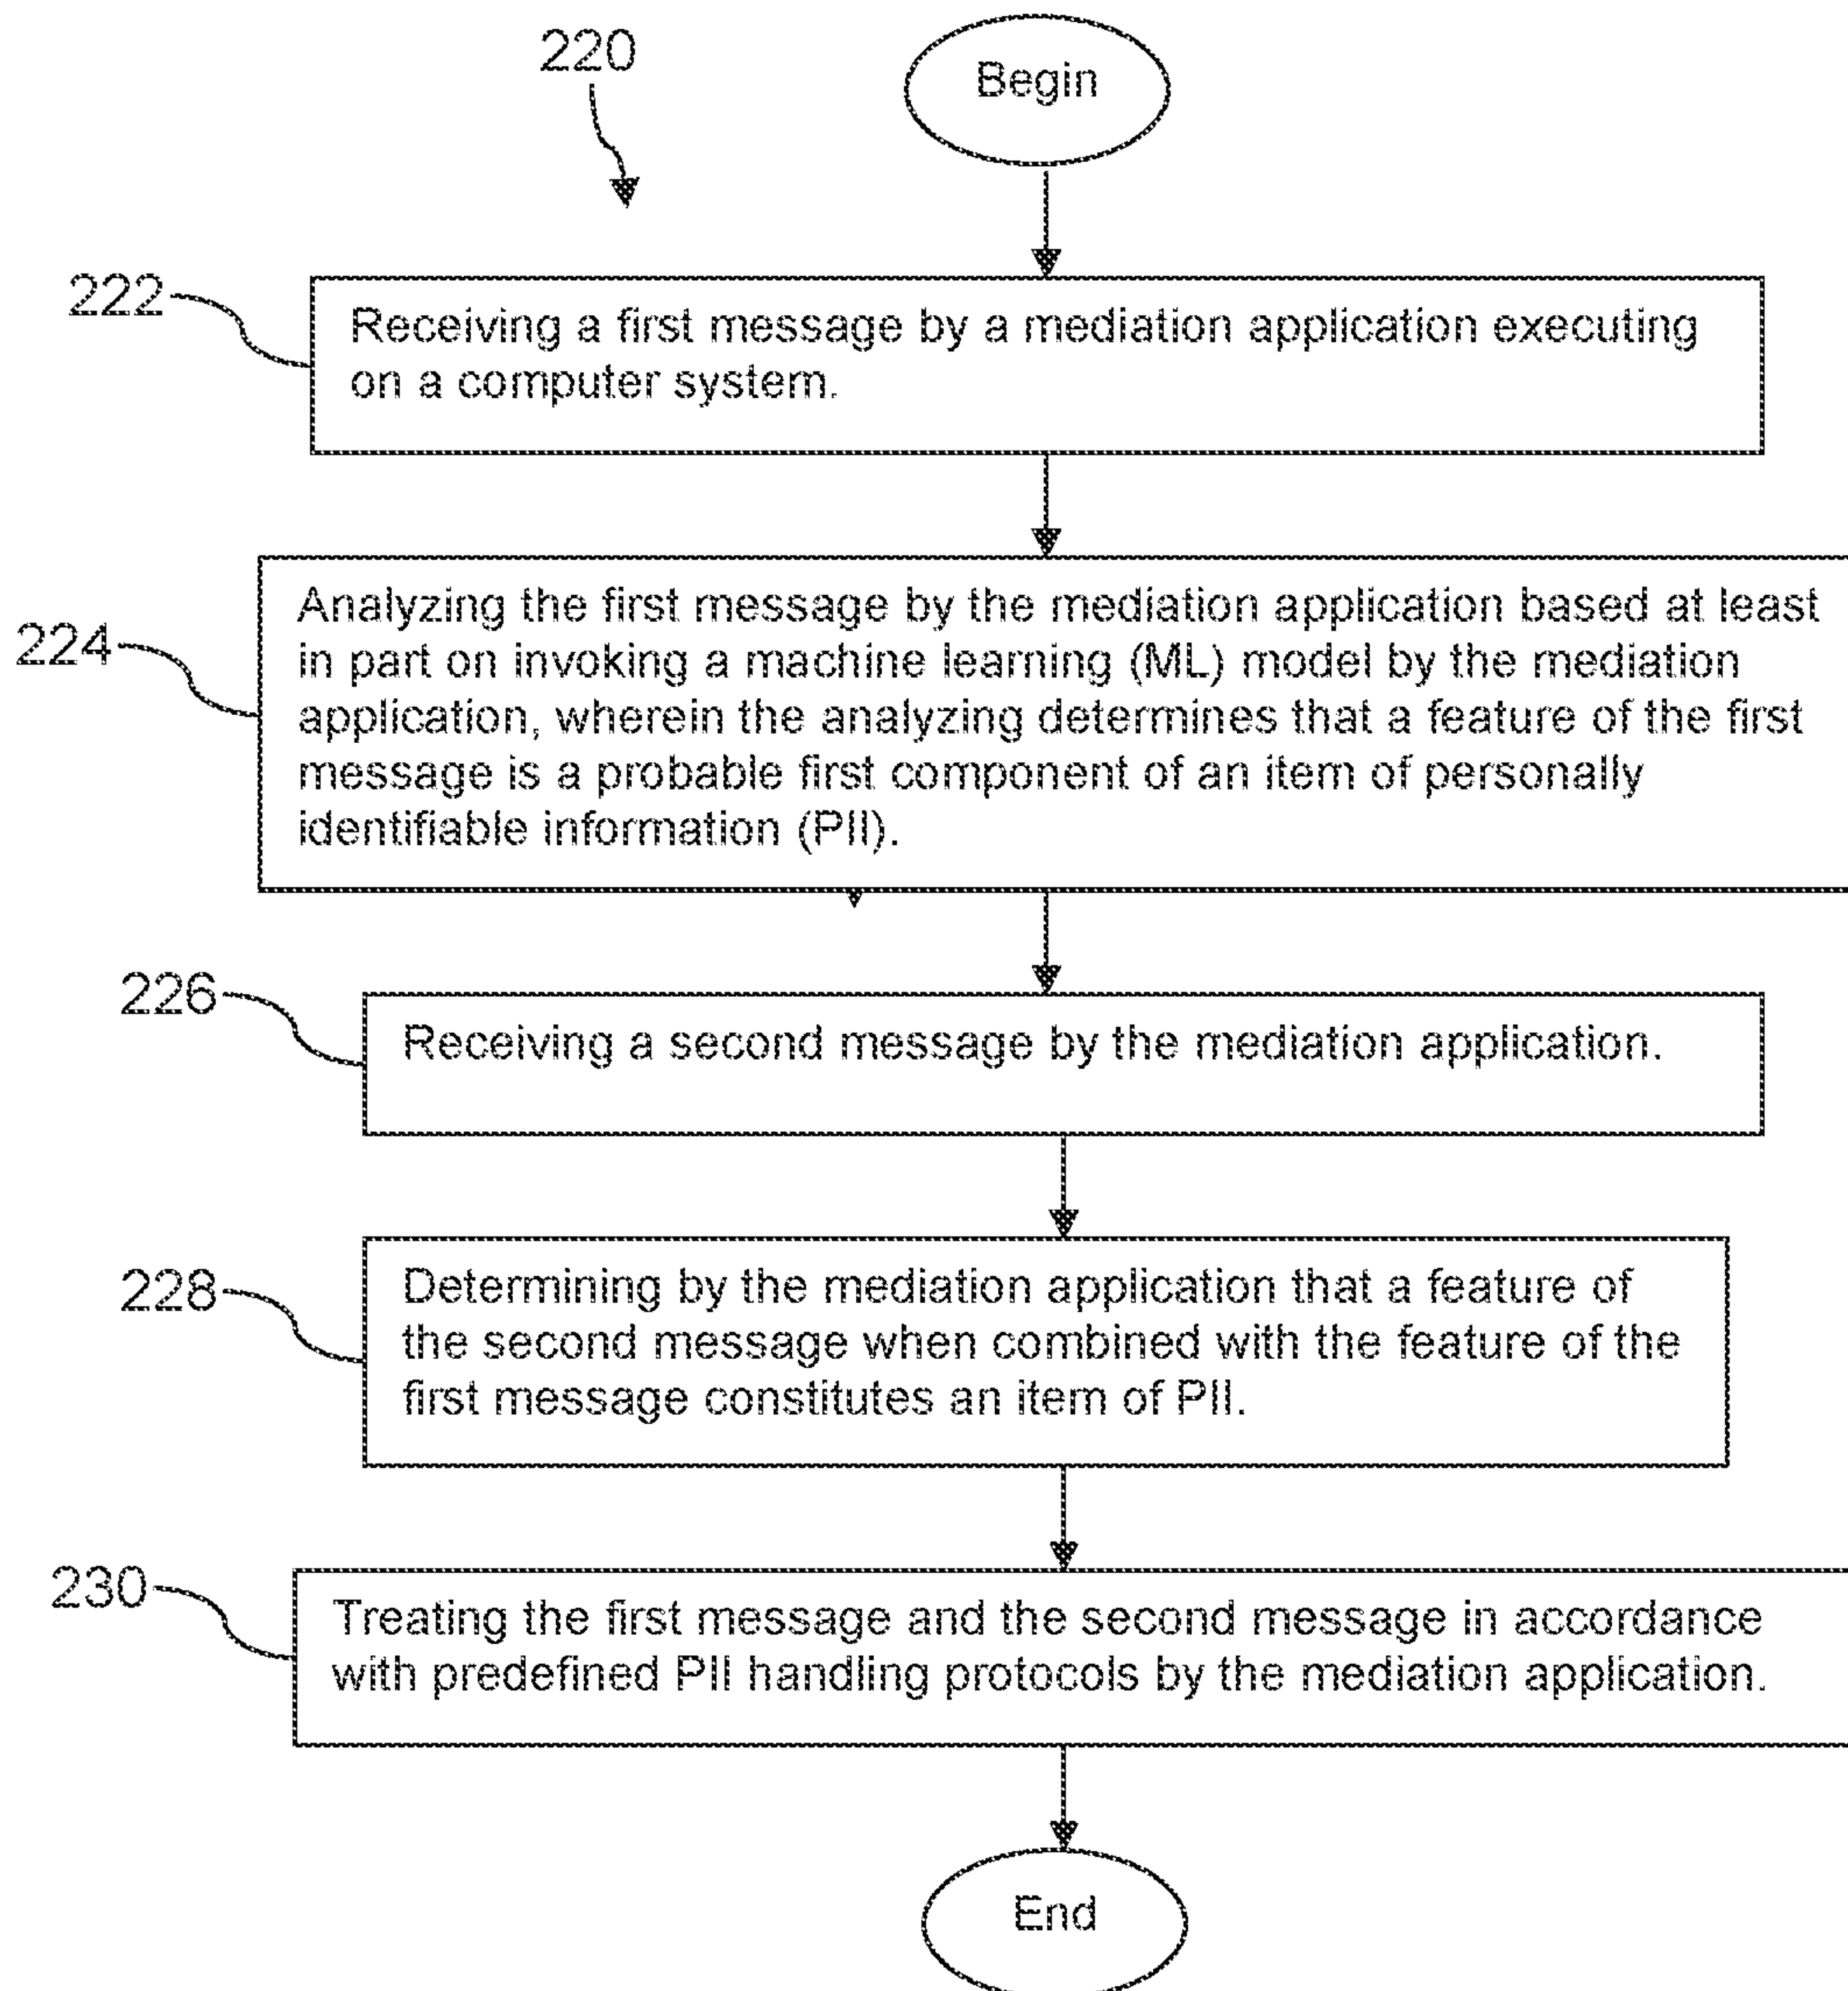 220
Begin
222
Receiving a first message by a mediation application executing
on a computer system.
224
Analyzing the first message by the mediation application based at least
in part on invoking a machine learning (ML) model by the mediation
application, wherein the analyzing determines that a feature of the first
message is a probable first component of an item of personally
identifiable information (PII).
226
Receiving a second message by the mediation application.
228
Determining by the mediation application that a feature of
the second message when combined with the feature of the
first message constitutes an item of PII.
230
Treating the first message and the second message in accordance
with predefined PII handling protocols by the mediation application.
End